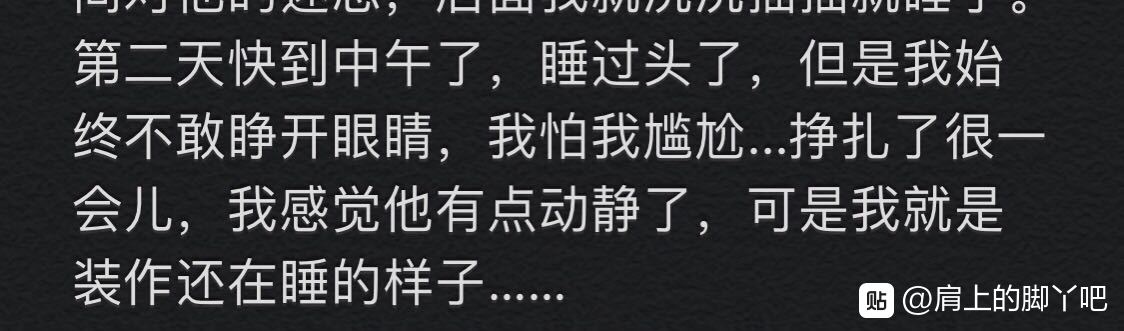 第二天快到中午了，睡过头了，但是我始
终不敢睁开眼睛，我怕我尴尬...挣扎了很一
会儿，我感觉他有点动静了，可是我就是
装作还在睡的样子......
贴 @肩上的脚丫吧